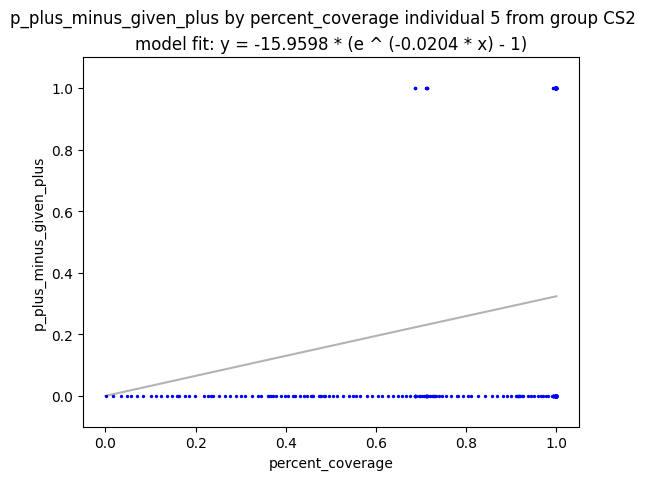 p_plus_minus_given_plus by percent_coverage individual 5 from group CS2
model fit: y = -15.9598 * (e ^ (-0.0204 * x) - 1)
1.0
0.8
0.6
0.4
0.2
0.0
p_plus_minus_given_plus
0.0 0.2 0.4 0.6 0.8 1.0
percent_coverage